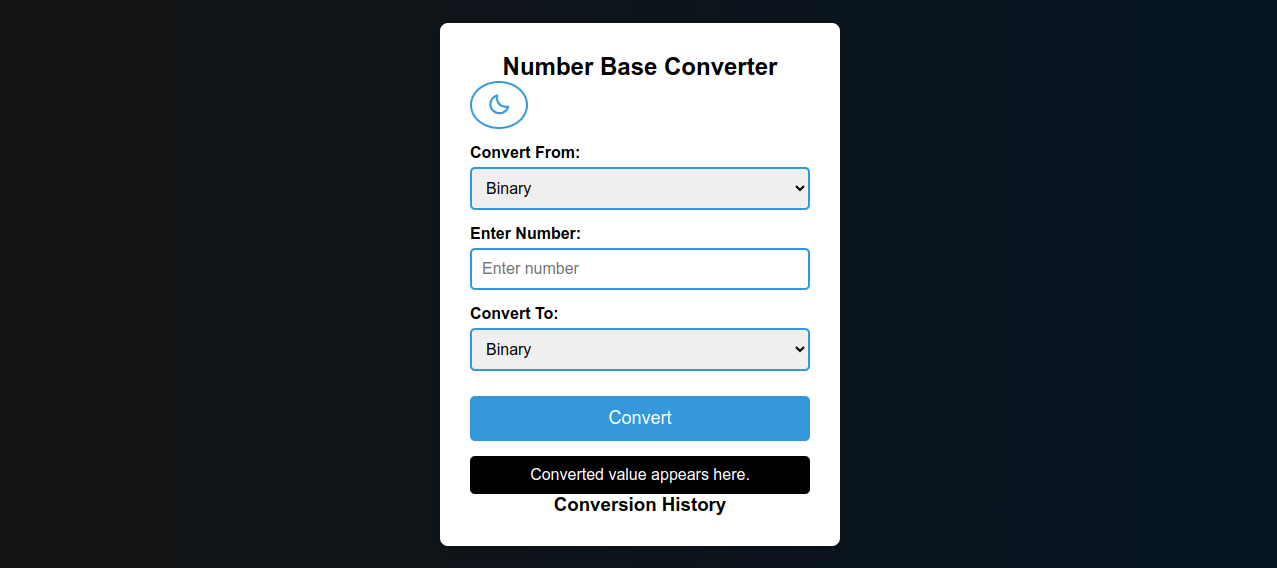 Number Base Converter
Convert From:
Binary
Enter Number:
Enter number
Convert To:
Binary
Convert
Converted value appears here.
Conversion History